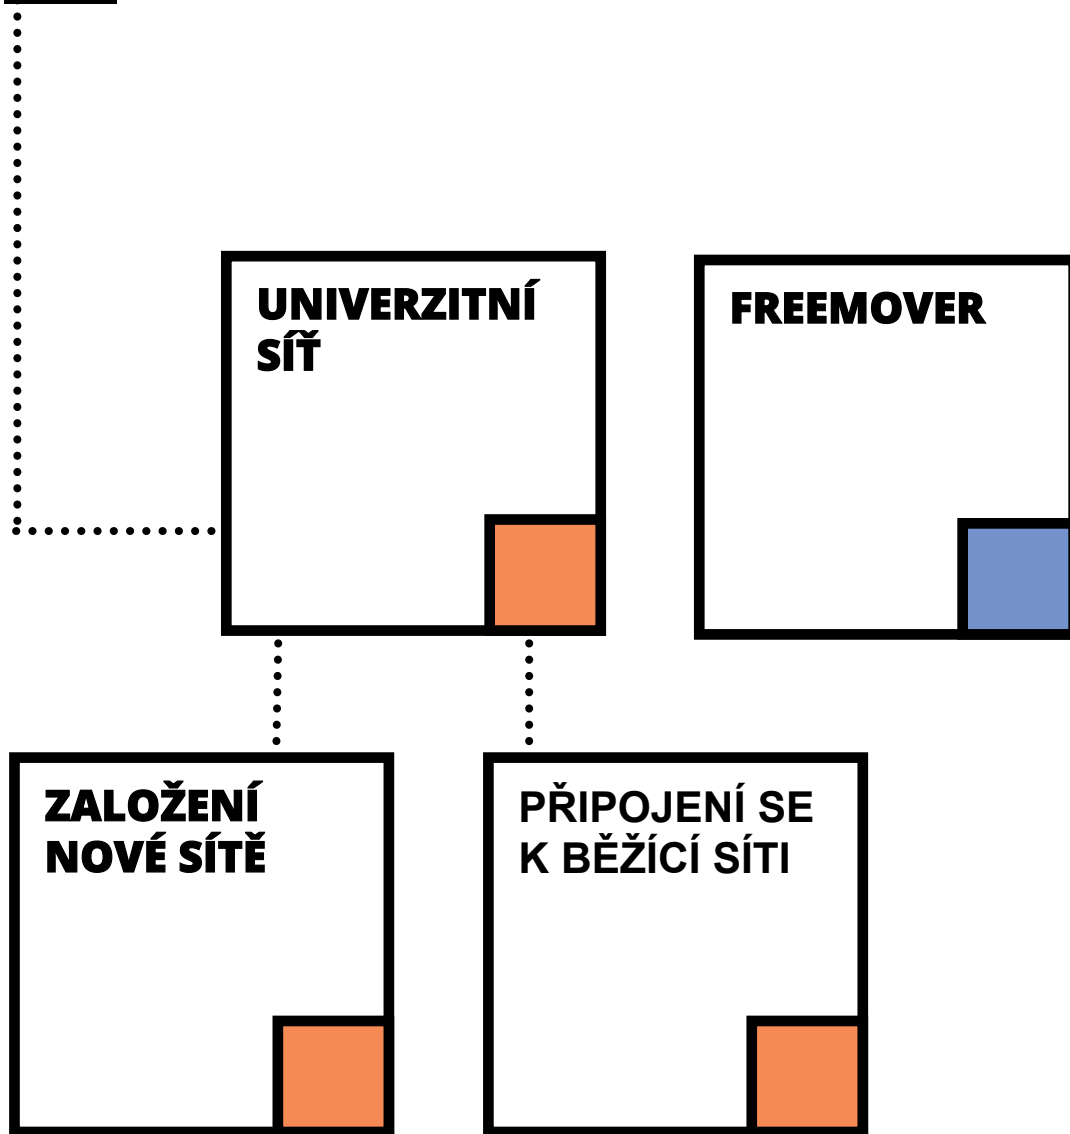 UNIVERZITNÍ
SÍŤ
FREEMOVER
ZALOŽENÍ
NOVÉ SÍTĚ
PŘIPOJENÍ SE
K BĚŽÍCÍ SÍTI